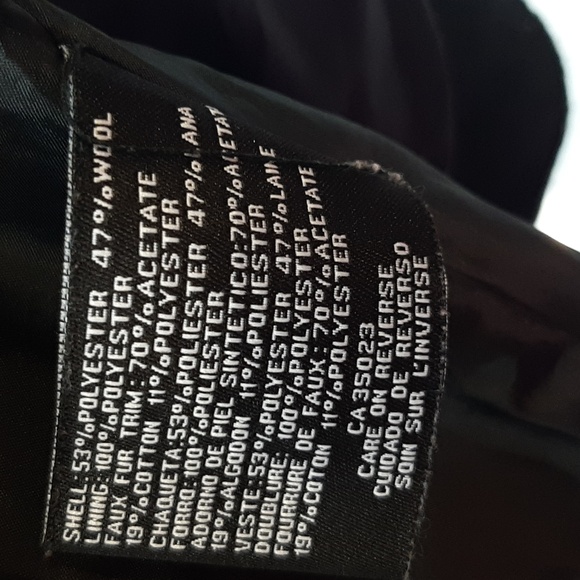 SHELL:53%POLYESTER 47%WOOL
LINING:100%POLYESTER
FAUX FUR TRIM:70%ACETATE
19%COTTON 11%POLYESTER
CHAQUETA:53%POLIESTER 47%LANA
FORRO:100%POLIESTER
ADORNO DE PIEL SINTETICO:70%ACETAT
19%ALGODON 11%POLIESTER
VESTE:53%POLYESTER 47%LAINE
DOUBLURE: 100%POLYESTER
FOURRURE DE FAUX: 70%ACETATE
19%COTON 11%POLYESTER
CA 35023
CARE ON REVERSE
CUIDADO DE REVERSO
SOIN SUR L'INVERSE